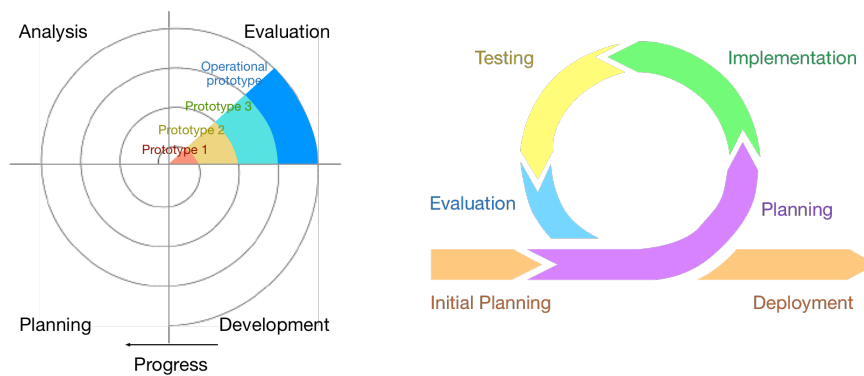 Analysis
Evaluation
Operational
prototype
Prototype 3
Prototype 2
Prototype 1
Planning
Development
Progress
Testing
Implementation
Evaluation
Planning
Initial Planning
Deployment